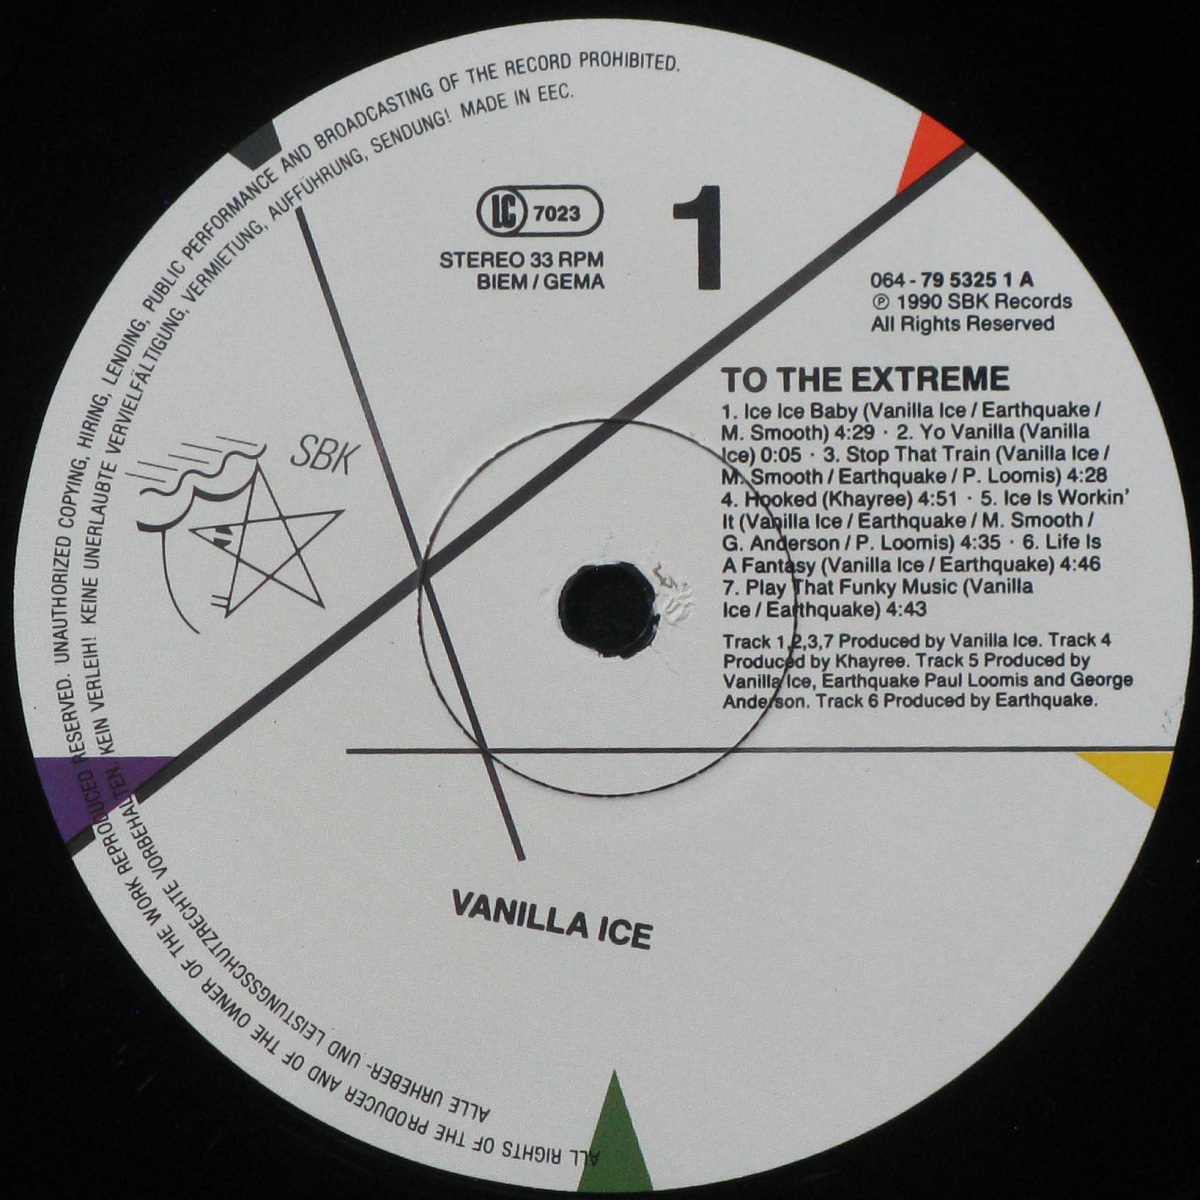 ALL RIGHTS OF THE PRODUCER AND OF THE OWNER OF THE WORK REPRODUCED RESERVED. UNAUTHORIZED COPYING, HIRING, LENDING, PUBLIC PERFORMANCE AND BROADCASTING OF THE RECORD PROHIBITED.
ALLE URHEBER- UND LEISTUNGSSCHUTZRECHTE VORBEHALTEN. KEIN VERLEIH! KEINE UNERLAUBTE VERVIELFÄLTIGUNG, VERMIETUNG, AUFFÜHRUNG, SENDUNG! MADE IN EEC.
LC 7023
STEREO 33 RPM
BIEM / GEMA
1
064 - 79 5325 1 A
℗ 1990 SBK Records
All Rights Reserved
SBK
TO THE EXTREME
1. Ice Ice Baby (Vanilla Ice / Earthquake /
M. Smooth) 4:29 · 2. Yo Vanilla (Vanilla
Ice) 0:05 · 3. Stop That Train (Vanilla Ice /
M. Smooth / Earthquake / P. Loomis) 4:28
4. Hooked (Khayree) 4:51 · 5. Ice Is Workin'
It (Vanilla Ice / Earthquake / M. Smooth /
G. Anderson / P. Loomis) 4:35 · 6. Life Is
A Fantasy (Vanilla Ice / Earthquake) 4:46
7. Play That Funky Music (Vanilla
Ice / Earthquake) 4:43
Track 1,2,3,7 Produced by Vanilla Ice. Track 4
Produced by Khayree. Track 5 Produced by
Vanilla Ice, Earthquake Paul Loomis and George
Anderson. Track 6 Produced by Earthquake.
VANILLA ICE